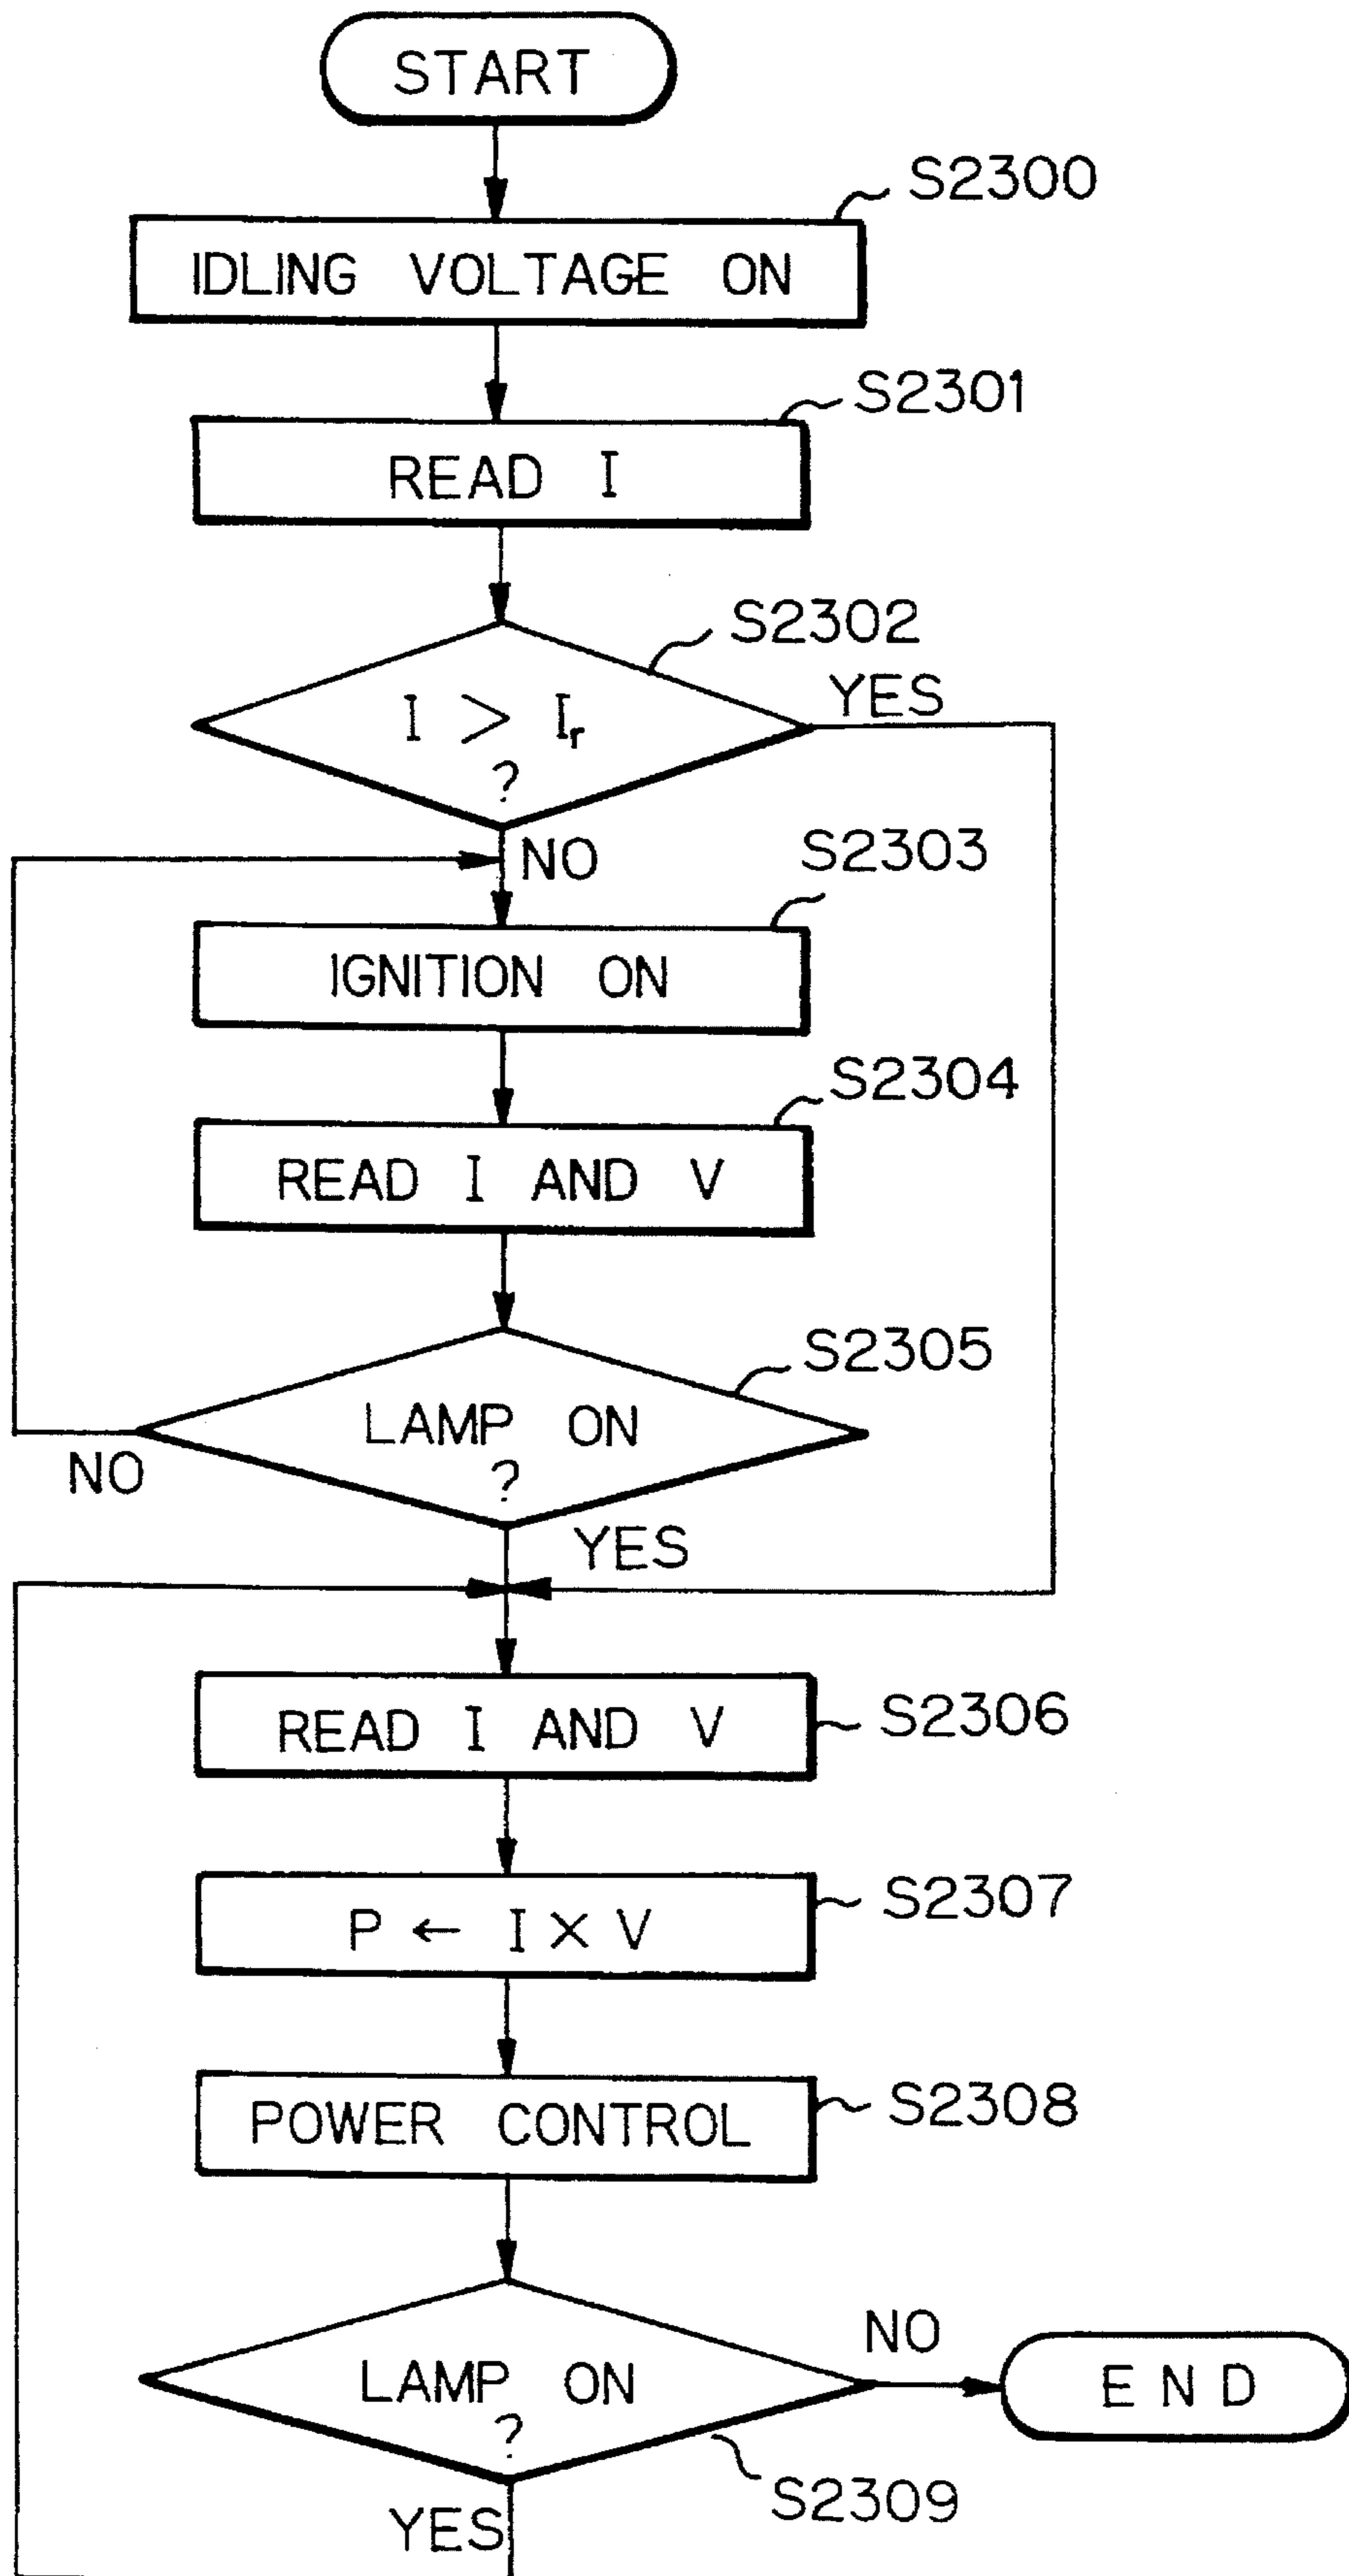 START
S2300
IDLING VOLTAGE ON
S2301
READ I
S2302
I > Ir
?
YES
NO
S2303
IGNITION ON
S2304
READ I AND V
S2305
LAMP ON
?
NO
YES
READ I AND V
S2306
P ← I × V
S2307
POWER CONTROL
S2308
LAMP ON
?
NO
END
S2309
YES